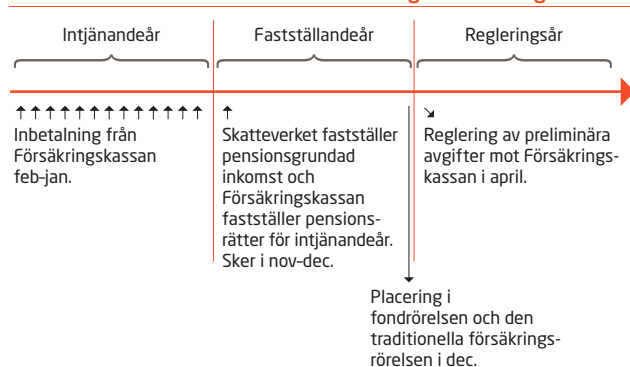 Intjänandeår
Fastställandeår
Regleringsår
Inbetalning från
Försäkringskassan
feb–jan.
Skatteverket fastställer
pensionsgrundad
inkomst och
Försäkringskassan
fastställer pensions-
rätter för intjänandeår.
Sker i nov–dec.
Reglering av preliminära
avgifter mot Försäkrings-
kassan i april.
Placering i
fondrörelsen och den
traditionella försäkrings-
rörelsen i dec.